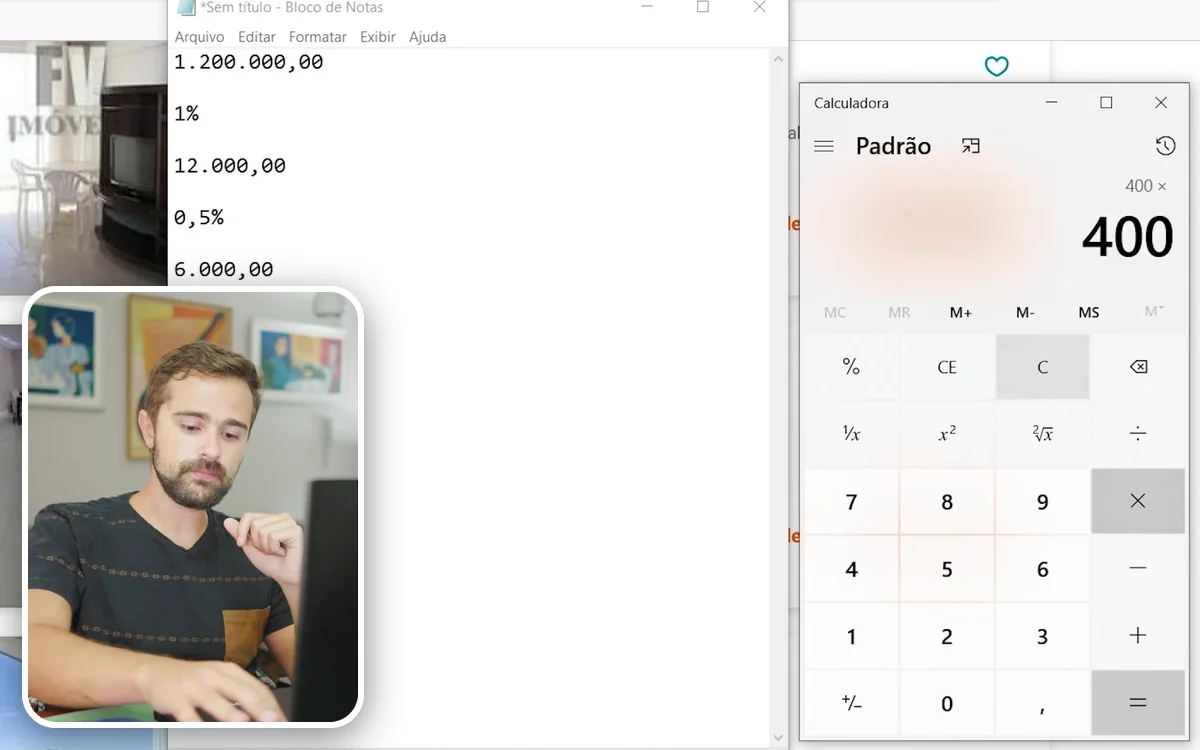 *Sem título - Bloco de Notas
Arquivo Editar Formatar Exibir Ajuda
1.200.000,00
1%
12.000,00
0,5%
6.000,00
Calculadora
Padrão
400 ×
400
MC MR M+ M- MS M˅
% CE C
¹/x x² ²√x ÷
7 8 9 ×
4 5 6 −
1 2 3 +
+/− 0 , =